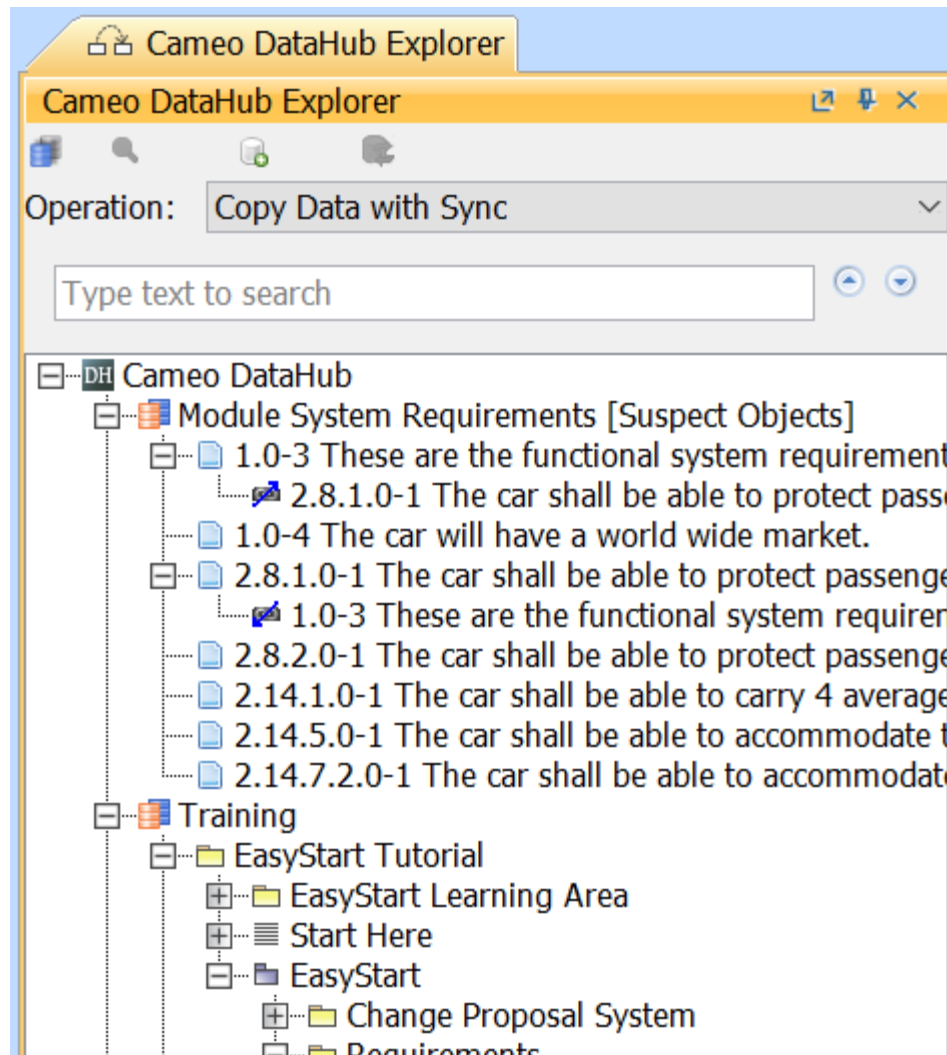 Cameo DataHub Explorer
Cameo DataHub Explorer
Operation: Copy Data with Sync
Type text to search
DH Cameo DataHub
Module System Requirements [Suspect Objects]
1.0-3 These are the functional system requirement
2.8.1.0-1 The car shall be able to protect pass
1.0-4 The car will have a world wide market.
2.8.1.0-1 The car shall be able to protect passenge
1.0-3 These are the functional system requirer
2.8.2.0-1 The car shall be able to protect passenge
2.14.1.0-1 The car shall be able to carry 4 average
2.14.5.0-1 The car shall be able to accommodate t
2.14.7.2.0-1 The car shall be able to accommodate
Training
EasyStart Tutorial
EasyStart Learning Area
Start Here
EasyStart
Change Proposal System
Requirements